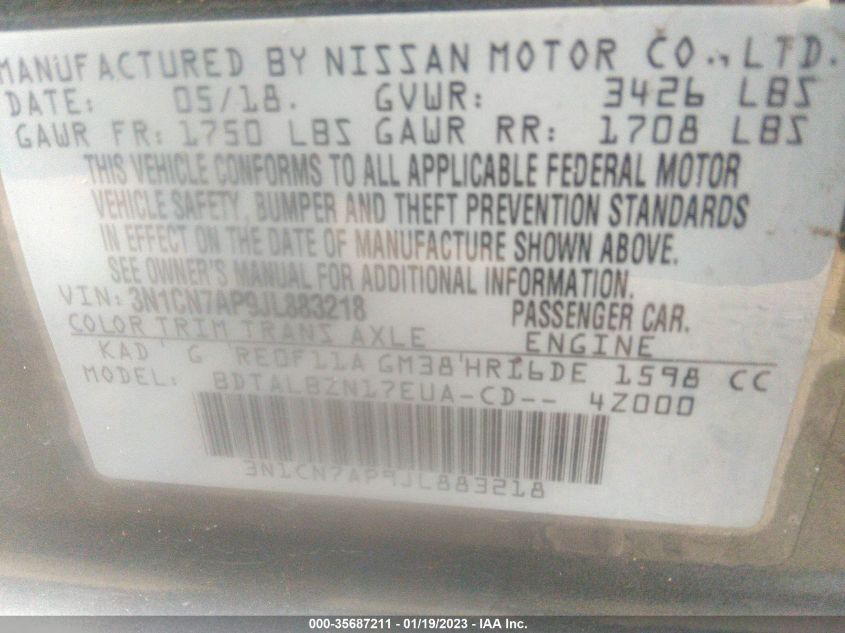 MANUFACTURED BY NISSAN MOTOR CO., LTD.
DATE: 05/18. GVWR: 3426 LBS
GAWR FR: 1750 LBS GAWR RR: 1708 LBS
THIS VEHICLE CONFORMS TO ALL APPLICABLE FEDERAL MOTOR
VEHICLE SAFETY, BUMPER AND THEFT PREVENTION STANDARDS
IN EFFECT ON THE DATE OF MANUFACTURE SHOWN ABOVE.
SEE OWNER'S MANUAL FOR ADDITIONAL INFORMATION.
VIN: 3N1CN7AP9JL883218 PASSENGER CAR.
COLOR TRIM TRANS AXLE ENGINE
KAD G RE0F11A GM38 HR16DE 1598 CC
MODEL: BDTALBZN17EUA-CD-- 4Z000
3N1CN7AP9JL883218
000-35687211 - 01/19/2023 - IAA Inc.